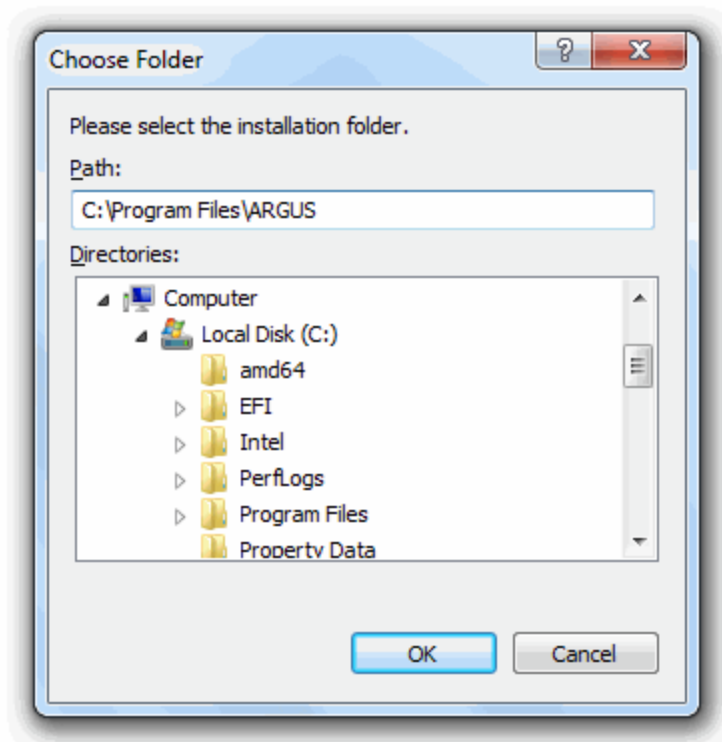 Choose Folder
Please select the installation folder.
Path:
C:\Program Files\ARGUS
Directories:
Computer
Local Disk (C:)
amd64
EFI
Intel
PerfLogs
Program Files
Property Data
OK Cancel